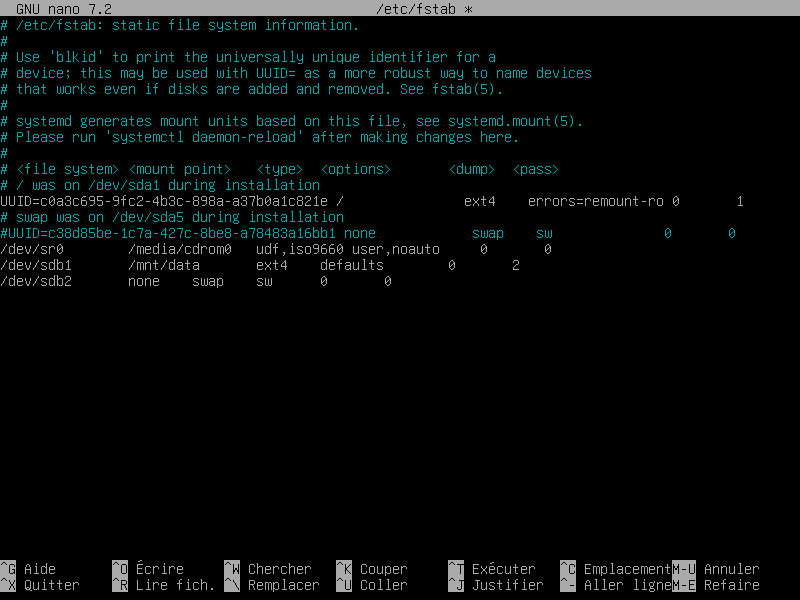 GNU nano 7.2 /etc/fstab *
# /etc/fstab: static file system information.
#
# Use 'blkid' to print the universally unique identifier for a
# device; this may be used with UUID= as a more robust way to name devices
# that works even if disks are added and removed. See fstab(5).
#
# systemd generates mount units based on this file, see systemd.mount(5).
# Please run 'systemctl daemon-reload' after making changes here.
#
# <file system> <mount point>   <type>  <options>       <dump>  <pass>
# / was on /dev/sda1 during installation
UUID=c0a3c695-9fc2-4b3c-898a-a37b0a1c821e /               ext4    errors=remount-ro 0       1
# swap was on /dev/sda5 during installation
#UUID=c38d85be-1c7a-427c-8be8-a78483a16bb1 none            swap    sw              0       0
/dev/sr0        /media/cdrom0   udf,iso9660 user,noauto     0       0
/dev/sdb1       /mnt/data       ext4    defaults        0       2
/dev/sdb2       none    swap    sw      0       0
^G Aide ^O Écrire ^W Chercher ^K Couper ^T Exécuter ^C Emplacement M-U Annuler
^X Quitter ^R Lire fich. ^\ Remplacer ^U Coller ^J Justifier ^- Aller ligne M-E Refaire